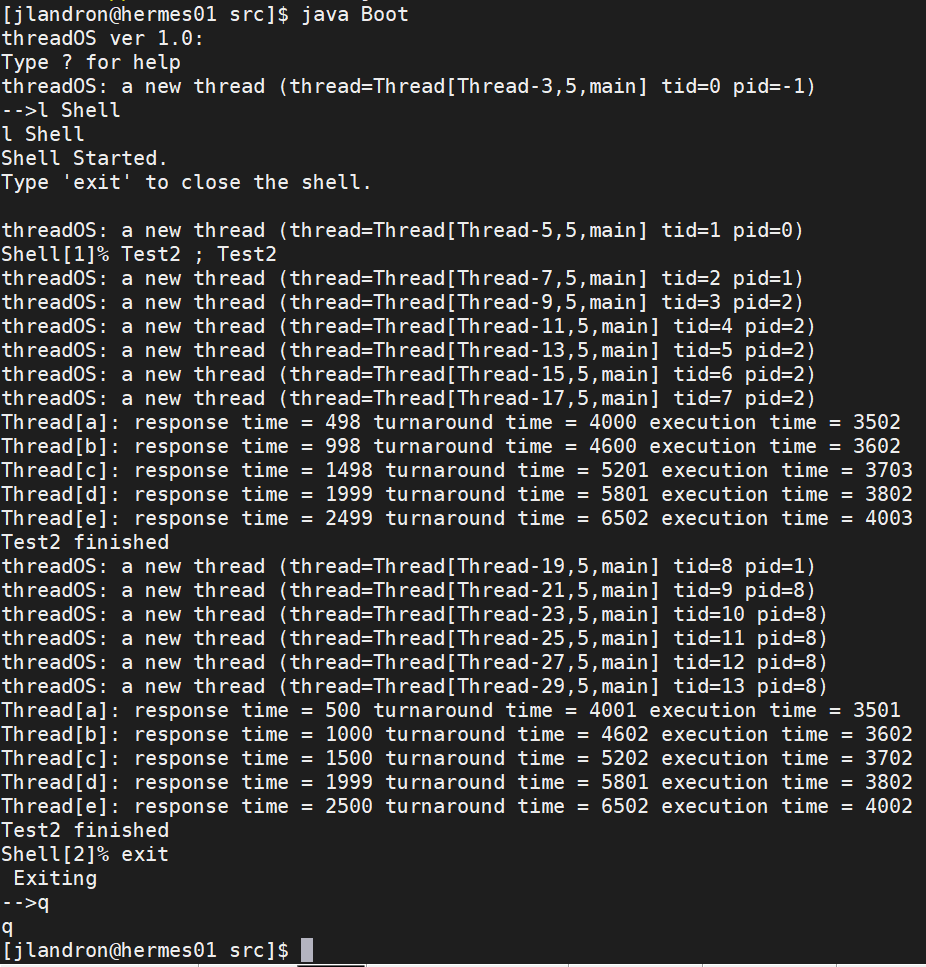 [jlandron@hermes01 src]$ java Boot
threadOS ver 1.0:
Type ? for help
threadOS: a new thread (thread=Thread[Thread-3,5,main] tid=0 pid=-1)
-->l Shell
l Shell
Shell Started.
Type 'exit' to close the shell.
threadOS: a new thread (thread=Thread[Thread-5,5,main] tid=1 pid=0)
Shell[1]% Test2 ; Test2
threadOS: a new thread (thread=Thread[Thread-7,5,main] tid=2 pid=1)
threadOS: a new thread (thread=Thread[Thread-9,5,main] tid=3 pid=2)
threadOS: a new thread (thread=Thread[Thread-11,5,main] tid=4 pid=2)
threadOS: a new thread (thread=Thread[Thread-13,5,main] tid=5 pid=2)
threadOS: a new thread (thread=Thread[Thread-15,5,main] tid=6 pid=2)
threadOS: a new thread (thread=Thread[Thread-17,5,main] tid=7 pid=2)
Thread[a]: response time = 498 turnaround time = 4000 execution time = 3502
Thread[b]: response time = 998 turnaround time = 4600 execution time = 3602
Thread[c]: response time = 1498 turnaround time = 5201 execution time = 3703
Thread[d]: response time = 1999 turnaround time = 5801 execution time = 3802
Thread[e]: response time = 2499 turnaround time = 6502 execution time = 4003
Test2 finished
threadOS: a new thread (thread=Thread[Thread-19,5,main] tid=8 pid=1)
threadOS: a new thread (thread=Thread[Thread-21,5,main] tid=9 pid=8)
threadOS: a new thread (thread=Thread[Thread-23,5,main] tid=10 pid=8)
threadOS: a new thread (thread=Thread[Thread-25,5,main] tid=11 pid=8)
threadOS: a new thread (thread=Thread[Thread-27,5,main] tid=12 pid=8)
threadOS: a new thread (thread=Thread[Thread-29,5,main] tid=13 pid=8)
Thread[a]: response time = 500 turnaround time = 4001 execution time = 3501
Thread[b]: response time = 1000 turnaround time = 4602 execution time = 3602
Thread[c]: response time = 1500 turnaround time = 5202 execution time = 3702
Thread[d]: response time = 1999 turnaround time = 5801 execution time = 3802
Thread[e]: response time = 2500 turnaround time = 6502 execution time = 4002
Test2 finished
Shell[2]% exit
 Exiting
-->q
q
[jlandron@hermes01 src]$